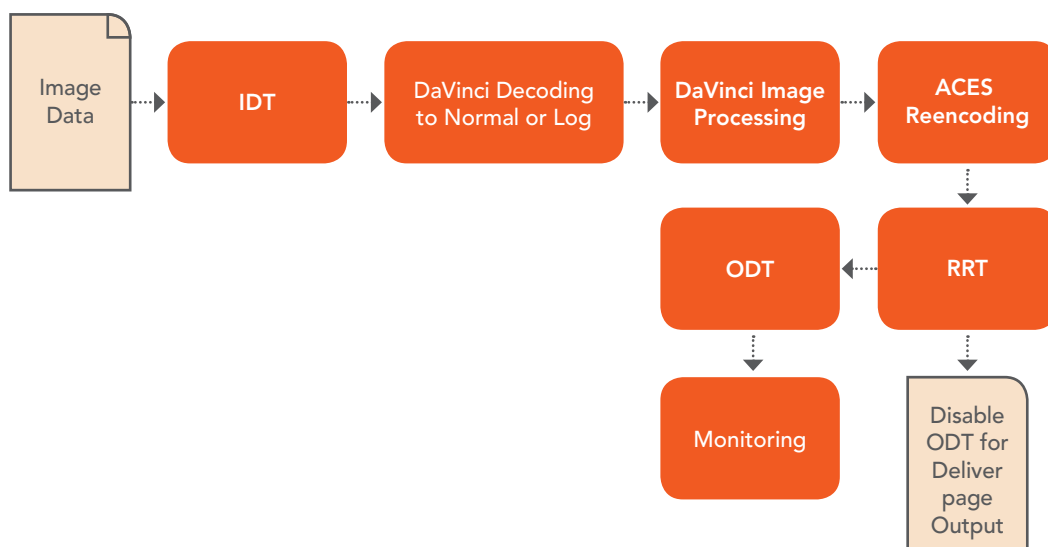 Image
Data
IDT
DaVinci Decoding
to Normal or Log
DaVinci Image
Processing
ACES
Reencoding
ODT
RRT
Monitoring
Disable
ODT for
Deliver
page
Output